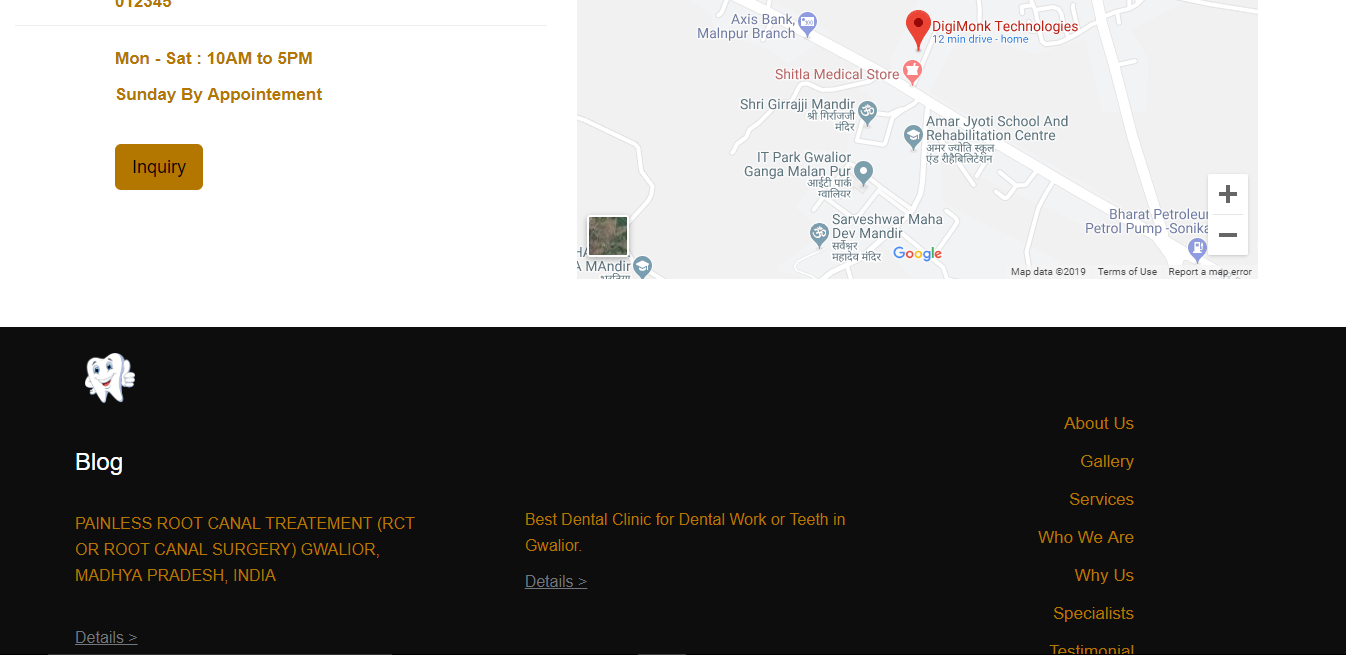 012345
Mon - Sat : 10AM to 5PM
Sunday By Appointement
Inquiry
Axis Bank,
Malnpur Branch
DigiMonk Technologies
12 min drive - home
Shitla Medical Store
Shri Girrajji Mandir
श्री गिर्राजजी
मंदिर
Amar Jyoti School And
Rehabilitation Centre
अमर ज्योति स्कूल
एंड रीहैबिलिटेशन
IT Park Gwalior
Ganga Malan Pur
आईटी पार्क
ग्वालियर
Sarveshwar Maha
Dev Mandir
सर्वेश्वर
महादेव मंदिर
A MAndir
Bharat Petroleu
Petrol Pump -Sonika
Google
Map data ©2019 Terms of Use Report a map error
Blog
PAINLESS ROOT CANAL TREATEMENT (RCT
OR ROOT CANAL SURGERY) GWALIOR,
MADHYA PRADESH, INDIA
Details >
Best Dental Clinic for Dental Work or Teeth in
Gwalior.
Details >
About Us
Gallery
Services
Who We Are
Why Us
Specialists
Testimonial